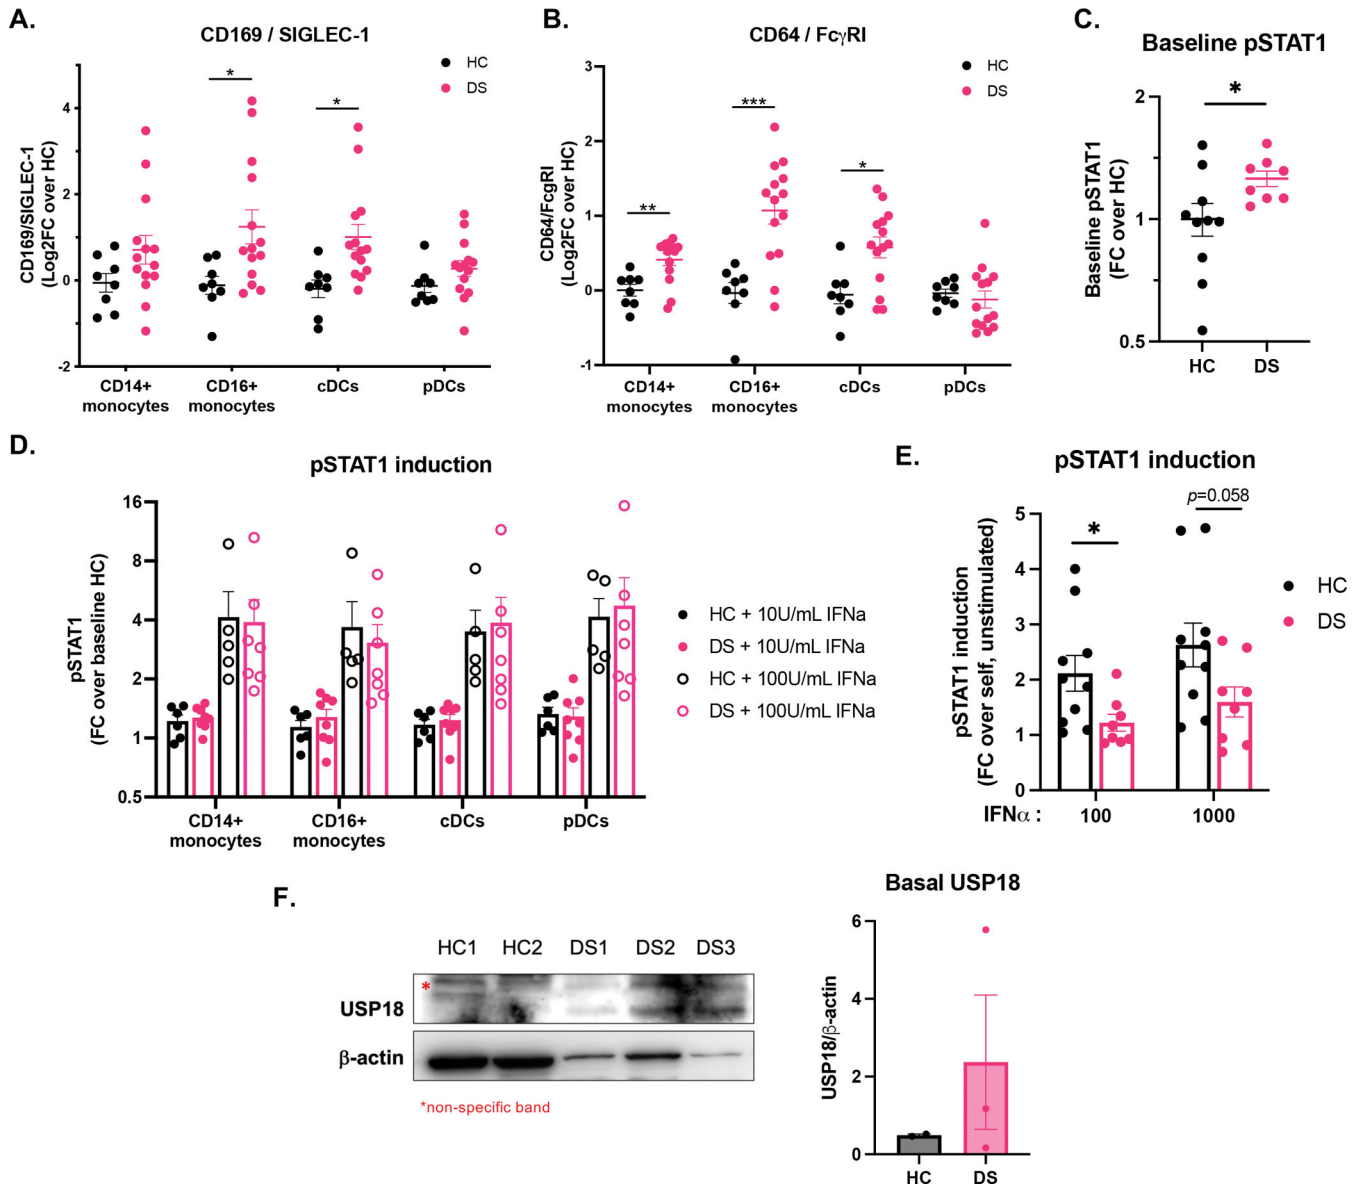 A.
CD169 / SIGLEC-1
HC
DS
CD169/SIGLEC-1
(Log2FC over HC)
4
2
0
-2
*
*
CD14+
monocytes
CD16+
monocytes
cDCs
pDCs
B.
CD64 / FcγRI
HC
DS
CD64/FcgRI
(Log2FC over HC)
3
2
1
0
-1
**
***
*
CD14+
monocytes
CD16+
monocytes
cDCs
pDCs
C.
Baseline pSTAT1
Baseline pSTAT1
(FC over HC)
2
1
0.5
*
HC
DS
D.
pSTAT1 induction
pSTAT1
(FC over baseline HC)
16
8
4
2
1
0.5
CD14+
monocytes
CD16+
monocytes
cDCs
pDCs
HC + 10U/mL IFNa
DS + 10U/mL IFNa
HC + 100U/mL IFNa
DS + 100U/mL IFNa
E.
pSTAT1 induction
pSTAT1 induction
(FC over self, unstimulated)
5
4
3
2
1
0
*
p=0.058
HC
DS
IFNα : 100 1000
F.
HC1 HC2 DS1 DS2 DS3
*
USP18
β-actin
*non-specific band
Basal USP18
USP18/β-actin
6
4
2
0
HC
DS